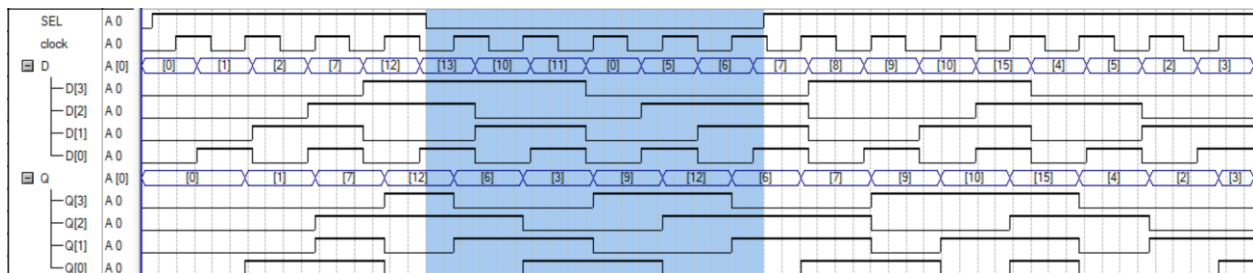 SEL A 0
clock A 0
D A [0] [0] [1] [2] [7] [12] [13] [10] [11] [0] [5] [6] [7] [8] [9] [10] [15] [4] [5] [2] [3]
D[3] A 0
D[2] A 0
D[1] A 0
D[0] A 0
Q A [0] [0] [1] [7] [12] [6] [3] [9] [12] [6] [7] [9] [10] [15] [4] [2] [3]
Q[3] A 0
Q[2] A 0
Q[1] A 0
Q[0] A 0